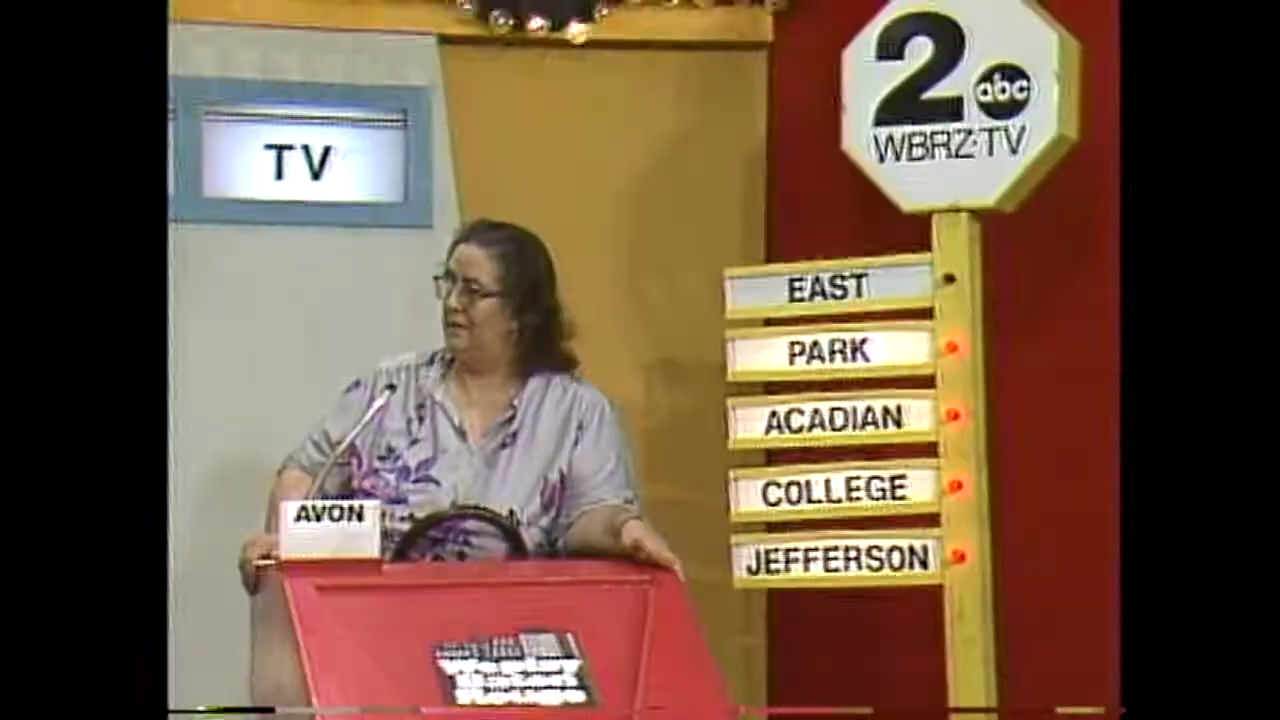 TV
2
abc
WBRZ-TV
EAST
PARK
ACADIAN
COLLEGE
JEFFERSON
AVON